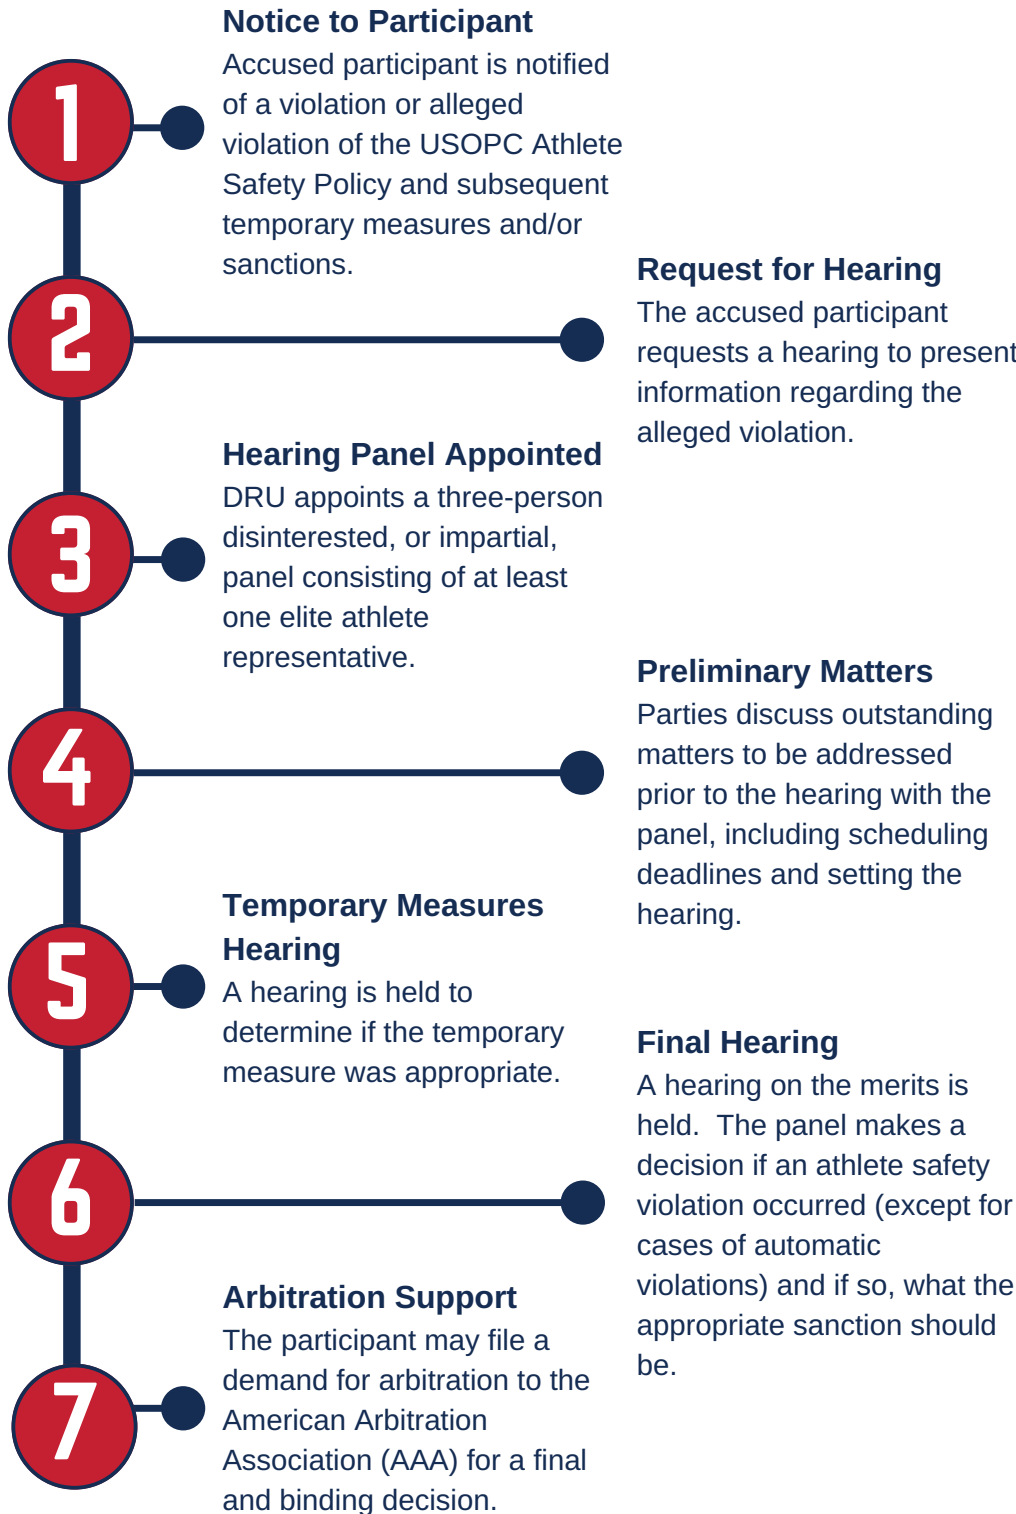 1
Notice to Participant
Accused participant is notified
of a violation or alleged
violation of the USOPC Athlete
Safety Policy and subsequent
temporary measures and/or
sanctions.
2
Request for Hearing
The accused participant
requests a hearing to present
information regarding the
alleged violation.
3
Hearing Panel Appointed
DRU appoints a three-person
disinterested, or impartial,
panel consisting of at least
one elite athlete
representative.
4
Preliminary Matters
Parties discuss outstanding
matters to be addressed
prior to the hearing with the
panel, including scheduling
deadlines and setting the
hearing.
5
Temporary Measures
Hearing
A hearing is held to
determine if the temporary
measure was appropriate.
6
Final Hearing
A hearing on the merits is
held.  The panel makes a
decision if an athlete safety
violation occurred (except for
cases of automatic
violations) and if so, what the
appropriate sanction should
be.
7
Arbitration Support
The participant may file a
demand for arbitration to the
American Arbitration
Association (AAA) for a final
and binding decision.